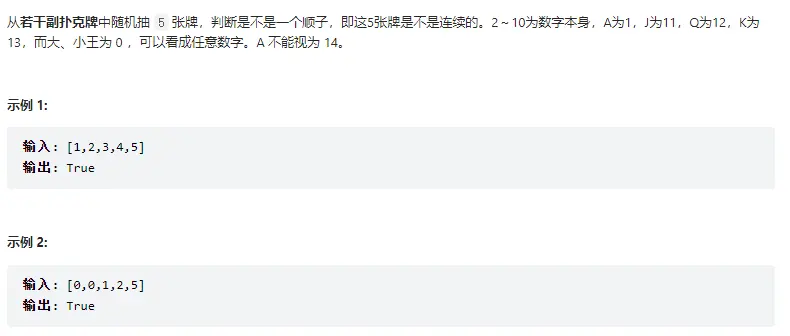 从若干副扑克牌中随机抽 5 张牌，判断是不是一个顺子，即这5张牌是不是连续的。2～10为数字本身，A为1，J为11，Q为12，K为
13，而大、小王为 0 ，可以看成任意数字。A 不能视为 14。
示例 1:
输入: [1,2,3,4,5]
输出: True
示例 2:
输入: [0,0,1,2,5]
输出: True